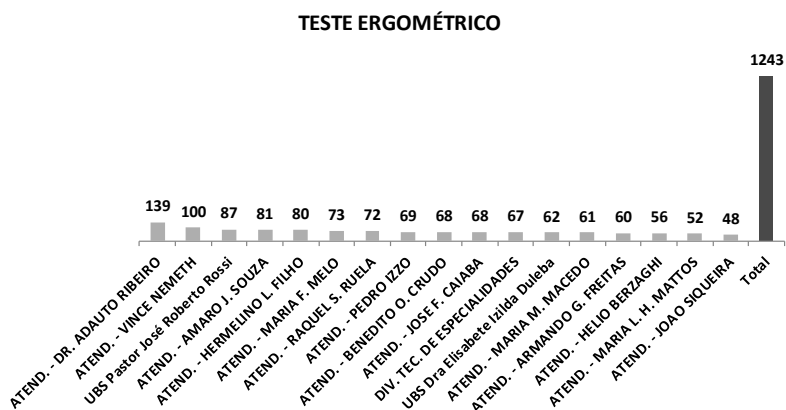 TESTE ERGOMÉTRICO
1243
139 100 87 81 80 73 72 69 68 68 67 62 61 60 56 52 48
ATEND. - DR. ADAUTO RIBEIRO
ATEND. - VINCE NEMETH
UBS Pastor José Roberto Rossi
ATEND. - AMARO J. SOUZA
ATEND. - HERMELINO L. FILHO
ATEND. - MARIA F. MELO
ATEND. - RAQUEL S. RUELA
ATEND. - PEDRO IZZO
ATEND. - BENEDITO O. CRUDO
ATEND. - JOSE F. CAIABA
DIV. TEC. DE ESPECIALIDADES
UBS Dra Elisabete Izilda Duleba
ATEND. - MARIA M. MACEDO
ATEND. - ARMANDO G. FREITAS
ATEND. - HELIO BERZAGHI
ATEND. - MARIA L. H. MATTOS
ATEND. - JOAO SIQUEIRA
Total